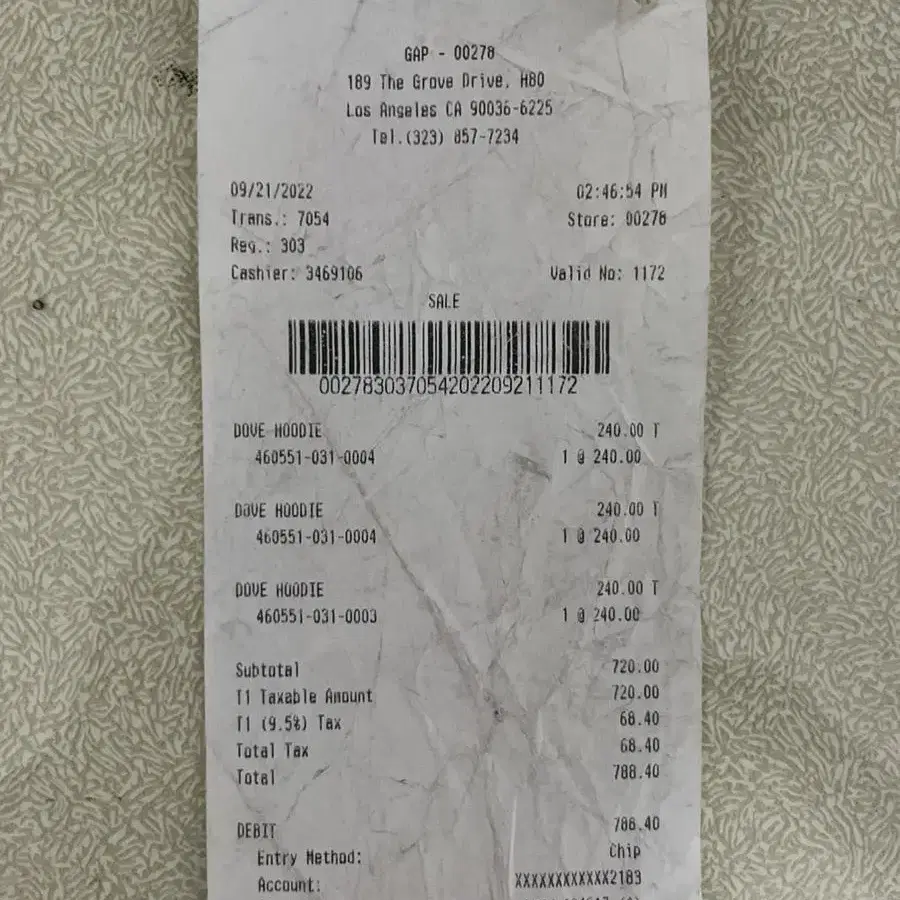 GAP - 00278
189 The Grove Drive, H80
Los Angeles CA 90036-6225
Tel.(323) 857-7234
09/21/2022 02:46:54 PM
Trans.: 7054 Store: 00278
Reg.: 303
Cashier: 3469106 Valid No: 1172
SALE
002783037054202209211172
DOVE HOODIE 240.00 T
460551-031-0004 1 @ 240.00
DOVE HOODIE 240.00 T
460551-031-0004 1 @ 240.00
DOVE HOODIE 240.00 T
460551-031-0003 1 @ 240.00
Subtotal 720.00
T1 Taxable Amount 720.00
T1 (9.5%) Tax 68.40
Total Tax 68.40
Total 788.40
DEBIT 788.40
Entry Method: Chip
Account: XXXXXXXXXXXX2183